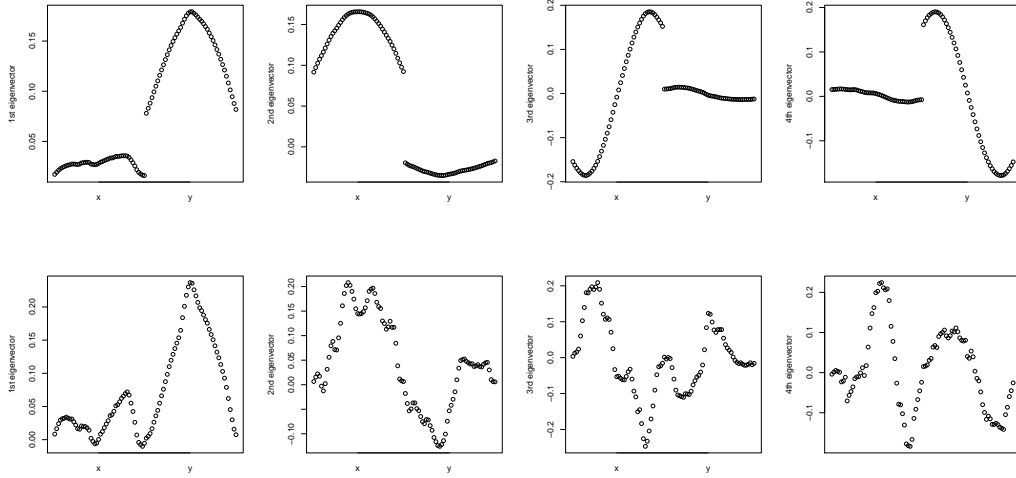 1st eigenvector
0.05 0.10 0.15
x y
2nd eigenvector
0.00 0.05 0.10 0.15
x y
3rd eigenvector
−0.2 −0.1 0.0 0.1 0.2
x y
4th eigenvector
−0.1 0.0 0.1 0.2
x y
1st eigenvector
0.00 0.05 0.10 0.15 0.20
x y
2nd eigenvector
−0.10 0.00 0.05 0.10 0.15 0.20
x y
3rd eigenvector
−0.2 −0.1 0.0 0.1 0.2
x y
4th eigenvector
−0.1 0.0 0.1 0.2
x y